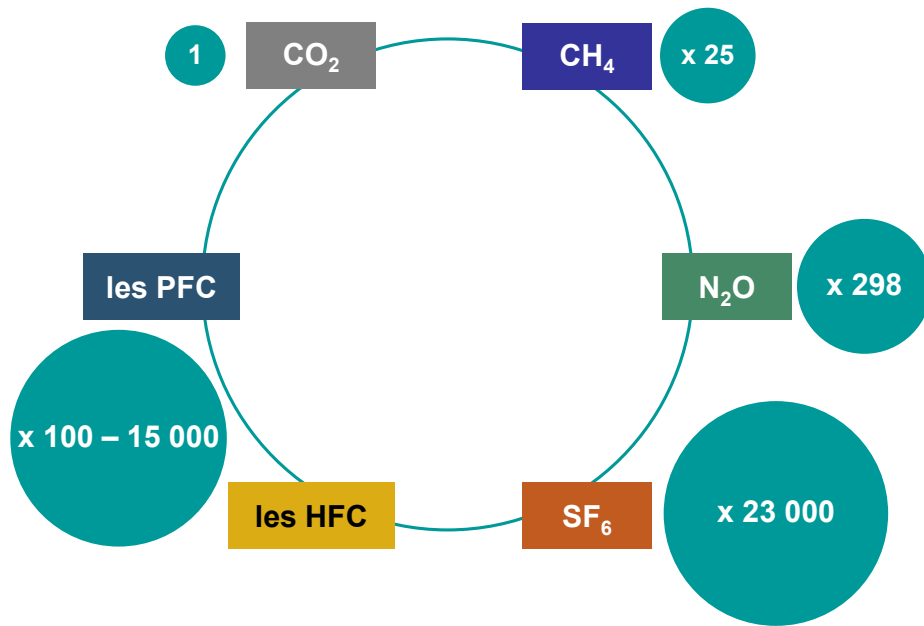 1
CO₂
CH₄
x 25
les PFC
N₂O
x 298
x 100 – 15 000
les HFC
SF₆
x 23 000